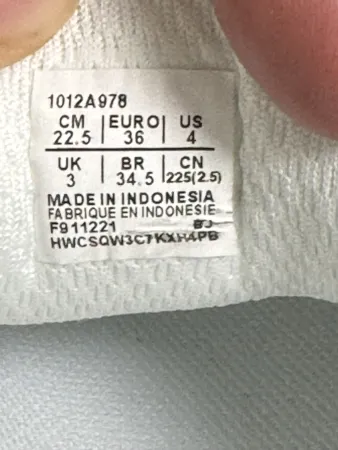 1012A978
CM EURO US
22.5 36 4
UK BR CN
3 34.5 225(2.5)
MADE IN INDONESIA
FABRIQUE EN INDONESIE
F911221